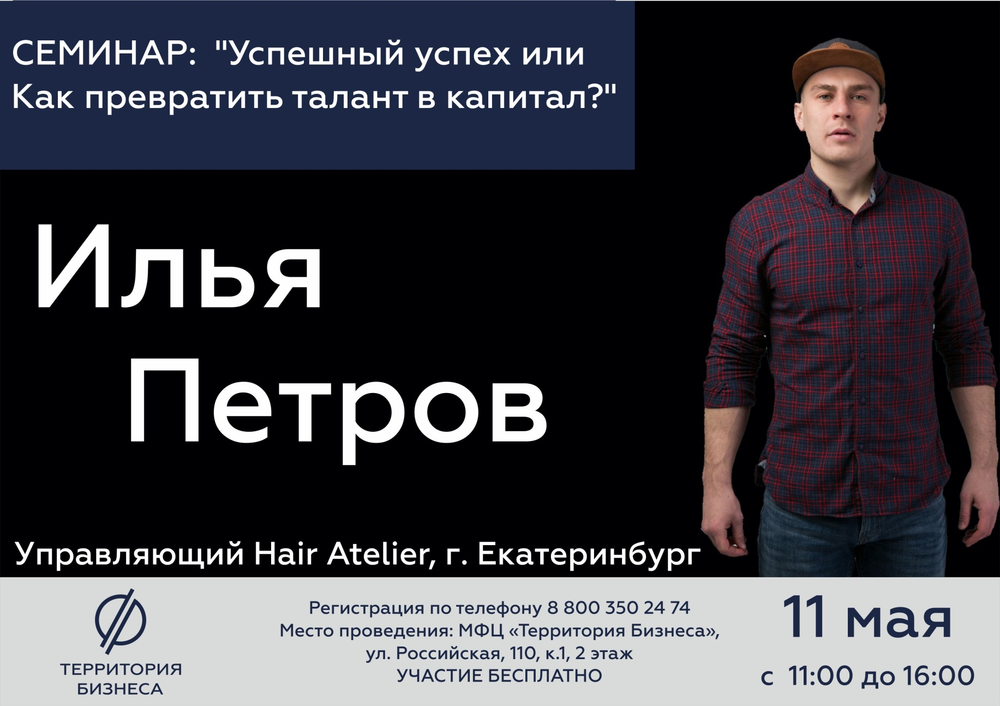 СЕМИНАР: "Успешный успех или
Как превратить талант в капитал?"
Илья
Петров
Управляющий Hair Atelier, г. Екатеринбург
ТЕРРИТОРИЯ
БИЗНЕСА
Регистрация по телефону 8 800 350 24 74
Место проведения: МФЦ «Территория Бизнеса»,
ул. Российская, 110, к.1, 2 этаж
УЧАСТИЕ БЕСПЛАТНО
11 мая
с 11:00 до 16:00